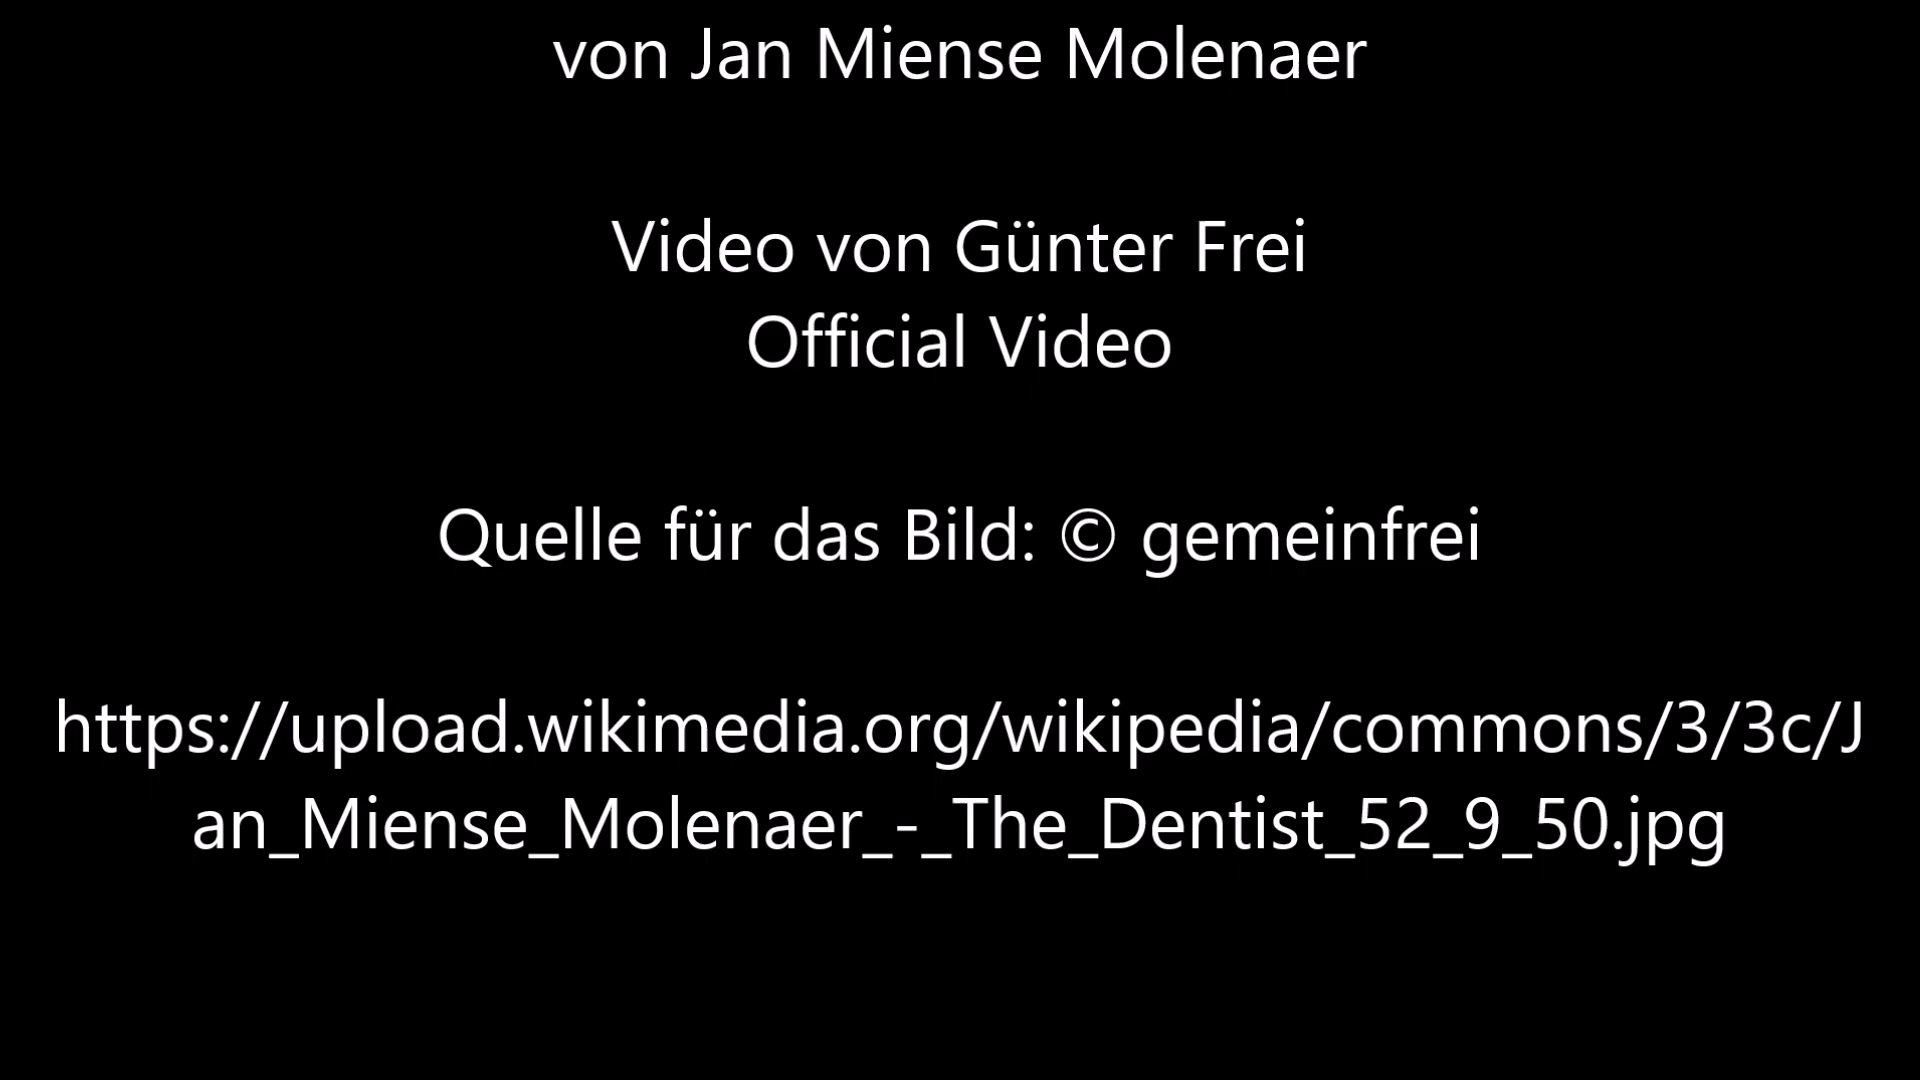 von Jan Miense Molenaer
Video von Günter Frei
Official Video
Quelle für das Bild: © gemeinfrei
https://upload.wikimedia.org/wikipedia/commons/3/3c/J
an_Miense_Molenaer_-_The_Dentist_52_9_50.jpg